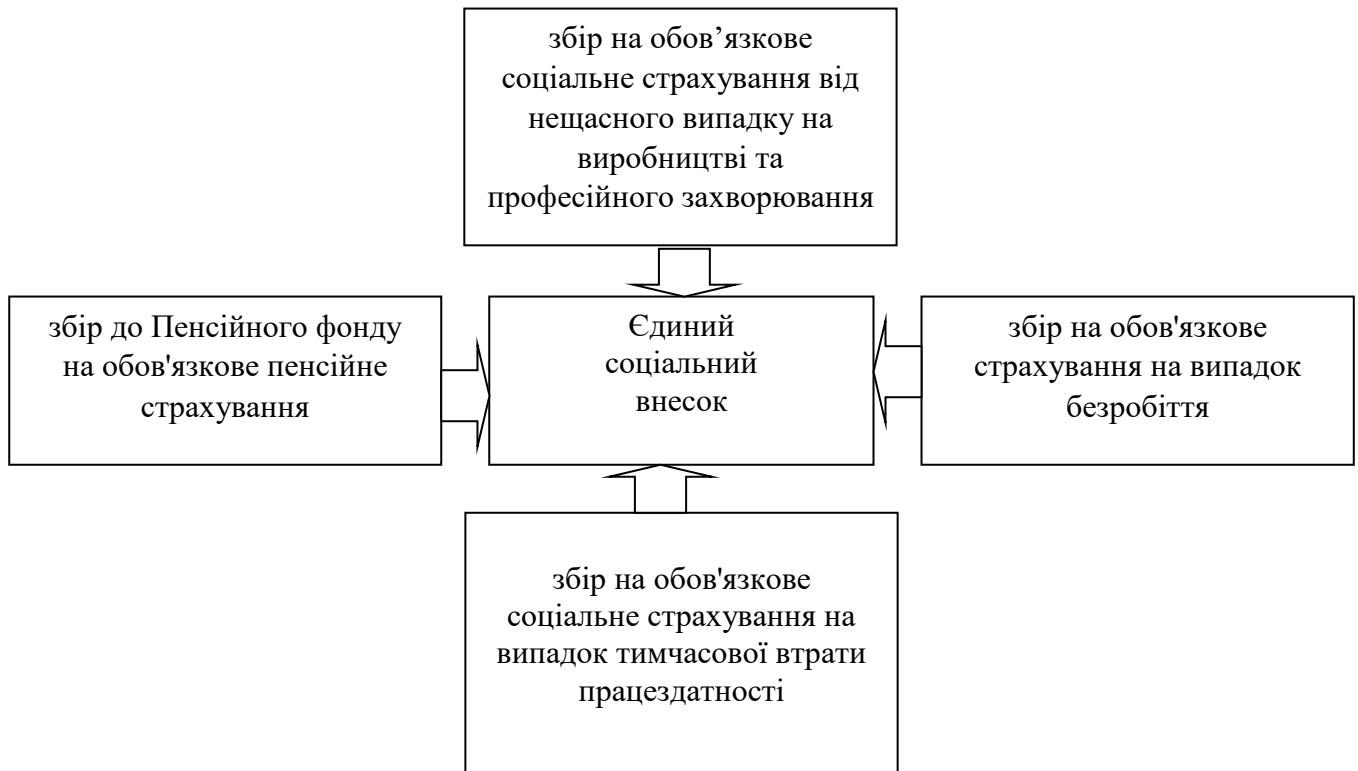 збір на обов’язкове
соціальне страхування від
нещасного випадку на
виробництві та
професійного захворювання
збір до Пенсійного фонду
на обов'язкове пенсійне
страхування
Єдиний
соціальний
внесок
збір на обов'язкове
страхування на випадок
безробіття
збір на обов'язкове
соціальне страхування на
випадок тимчасової втрати
працездатності